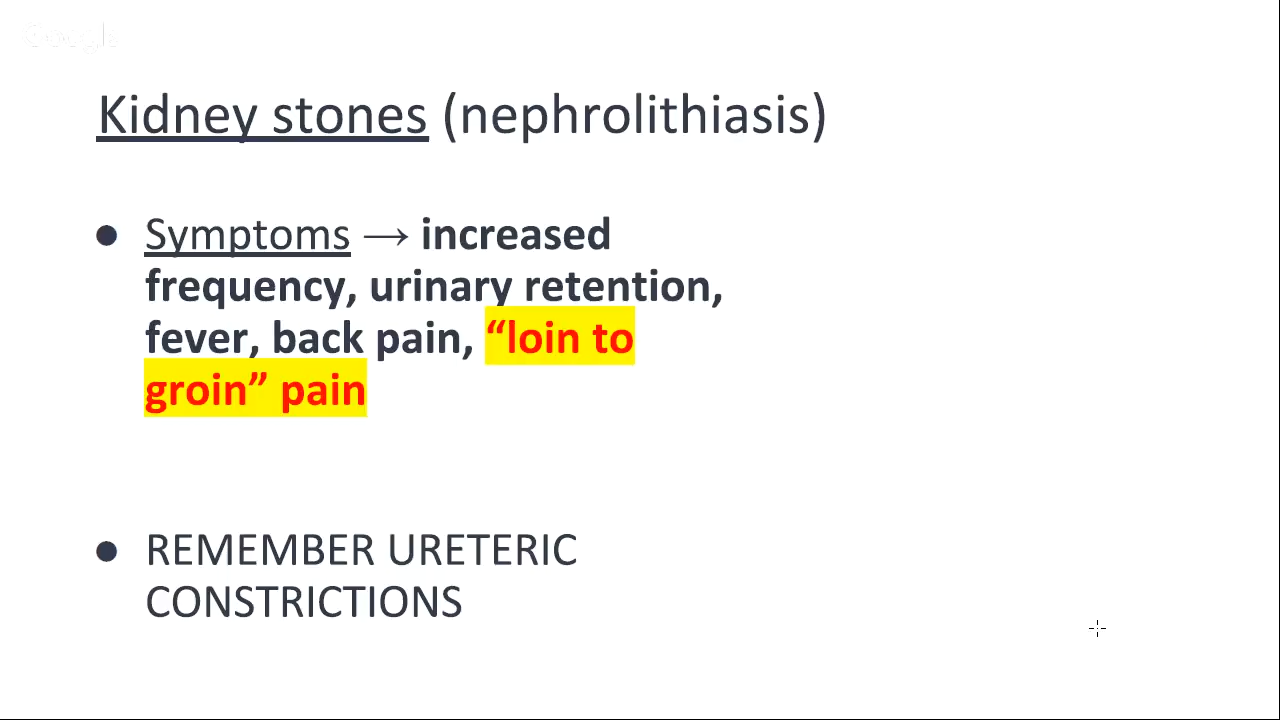 Kidney stones (nephrolithiasis)
● Symptoms → increased
frequency, urinary retention,
fever, back pain, “loin to
groin” pain
● REMEMBER URETERIC
CONSTRICTIONS